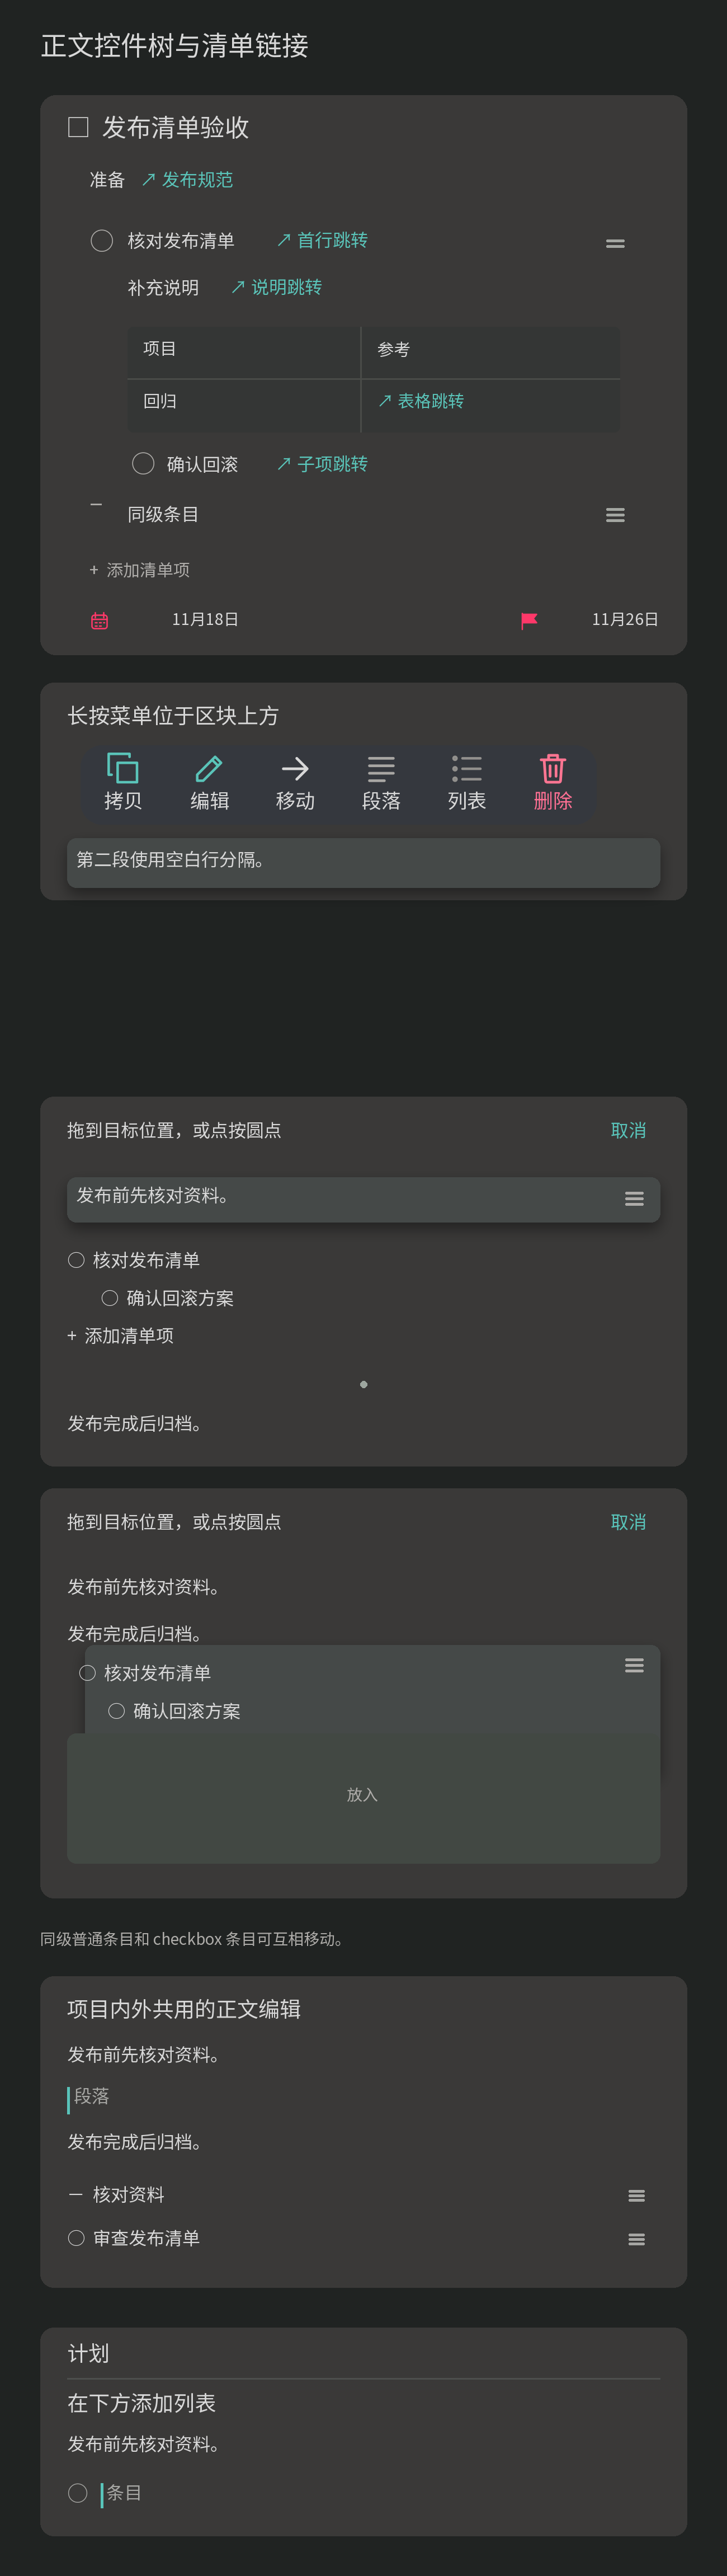 正文控件树与清单链接
发布清单验收
准备 ↗ 发布规范
核对发布清单 ↗ 首行跳转
补充说明 ↗ 说明跳转
项目 参考
回归 ↗ 表格跳转
确认回滚 ↗ 子项跳转
同级条目
+ 添加清单项
11月18日 11月26日
长按菜单位于区块上方
拷贝 编辑 移动 段落 列表 删除
第二段使用空白行分隔。
拖到目标位置，或点按圆点 取消
发布前先核对资料。
核对发布清单
确认回滚方案
+ 添加清单项
发布完成后归档。
拖到目标位置，或点按圆点 取消
发布前先核对资料。
发布完成后归档。
核对发布清单
确认回滚方案
放入
同级普通条目和 checkbox 条目可互相移动。
项目内外共用的正文编辑
发布前先核对资料。
段落
发布完成后归档。
核对资料
审查发布清单
计划
在下方添加列表
发布前先核对资料。
条目